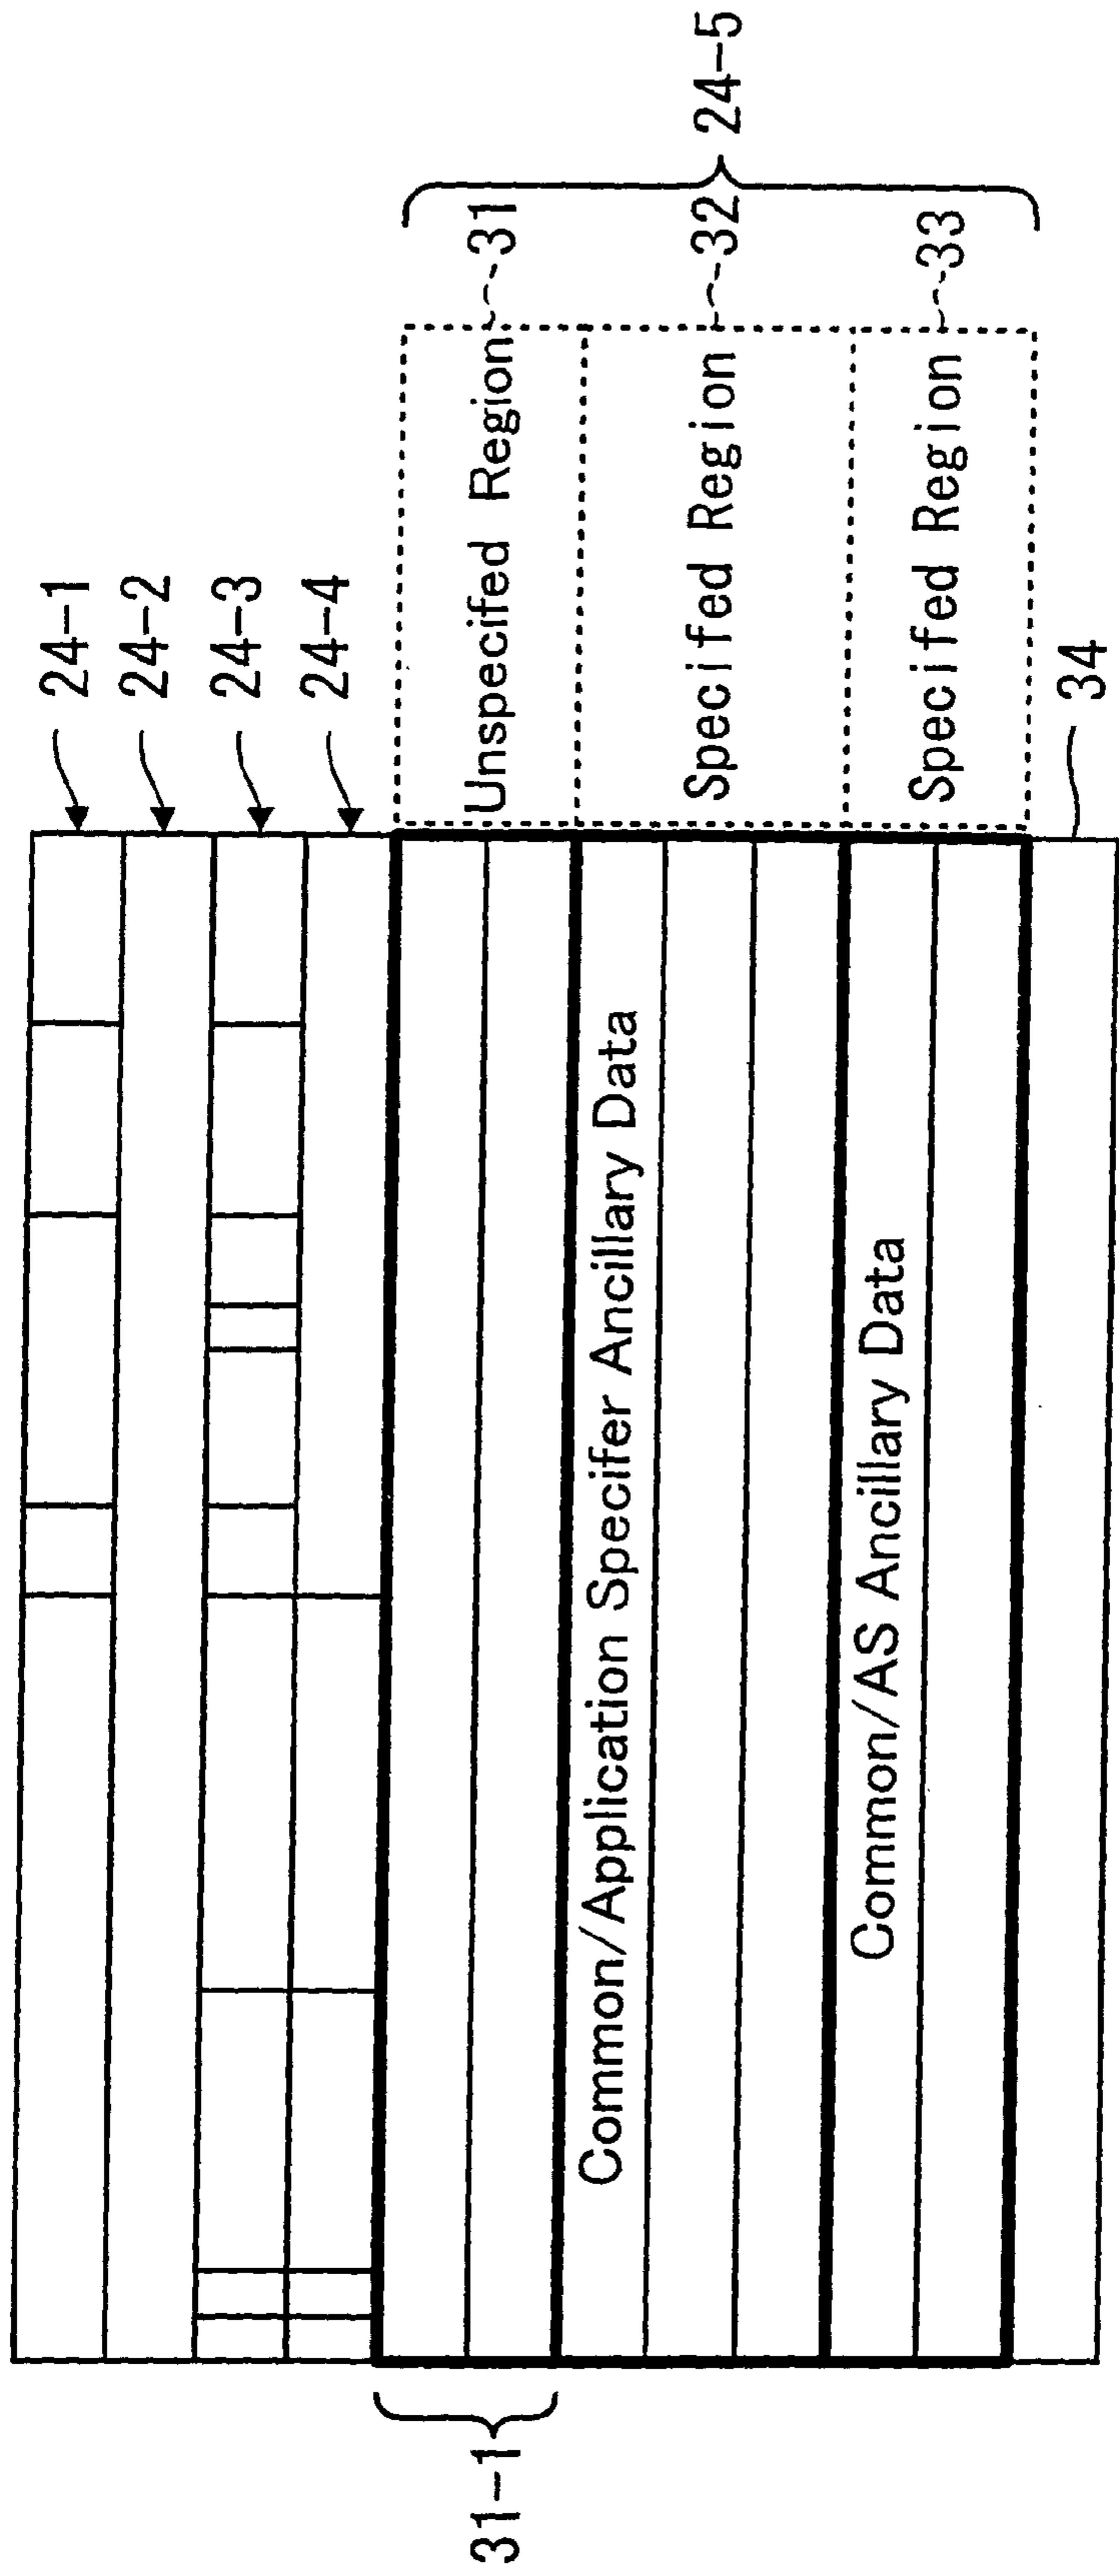 24-1
24-2
24-3
24-4
Unspecifed Region
31
31-1
Common/Application Specifer Ancillary Data
Specifed Region
32
24-5
Common/AS Ancillary Data
Specifed Region
33
34